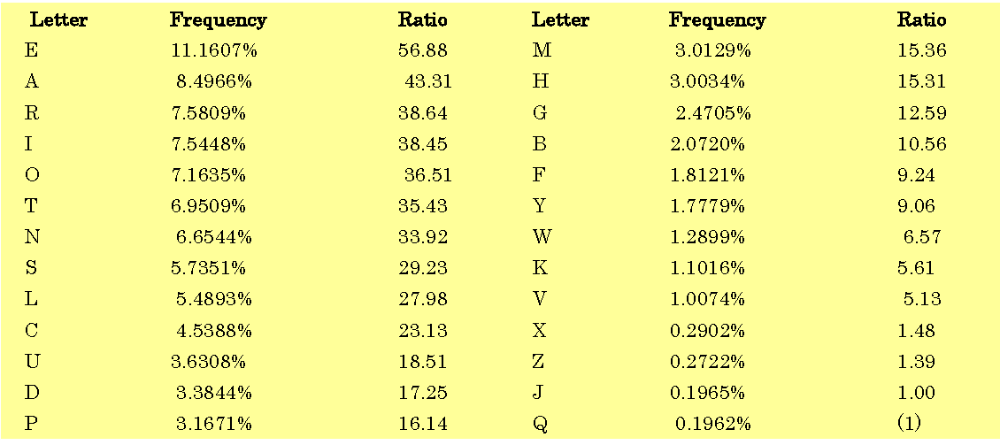 Letter Frequency Ratio Letter Frequency Ratio
E 11.1607% 56.88 M 3.0129% 15.36
A 8.4966% 43.31 H 3.0034% 15.31
R 7.5809% 38.64 G 2.4705% 12.59
I 7.5448% 38.45 B 2.0720% 10.56
O 7.1635% 36.51 F 1.8121% 9.24
T 6.9509% 35.43 Y 1.7779% 9.06
N 6.6544% 33.92 W 1.2899% 6.57
S 5.7351% 29.23 K 1.1016% 5.61
L 5.4893% 27.98 V 1.0074% 5.13
C 4.5388% 23.13 X 0.2902% 1.48
U 3.6308% 18.51 Z 0.2722% 1.39
D 3.3844% 17.25 J 0.1965% 1.00
P 3.1671% 16.14 Q 0.1962% (1)